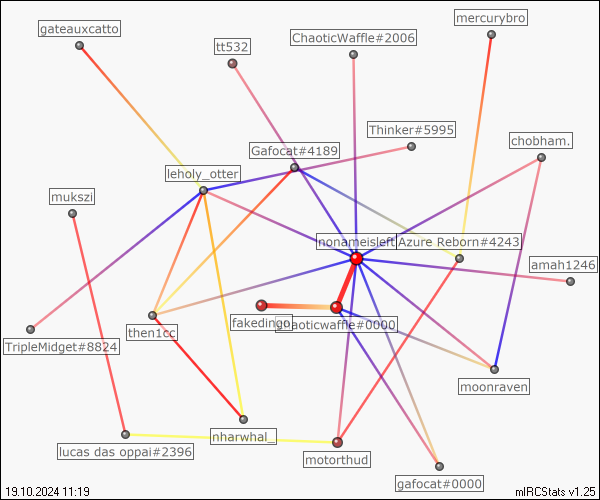 mercurybro
gateauxcatto
ChaoticWaffle#2006
tt532
Thinker#5995
chobham.
Gafocat#4189
leholy_otter
mukszi
nonameisleft
Azure Reborn#4243
amah1246
fakedingo
chaoticwaffle#0000
then1cc
TripleMidget#8824
moonraven
nharwhal_
lucas das oppai#2396
motorthud
gafocat#0000
19.10.2024 11:19
mIRCStats v1.25